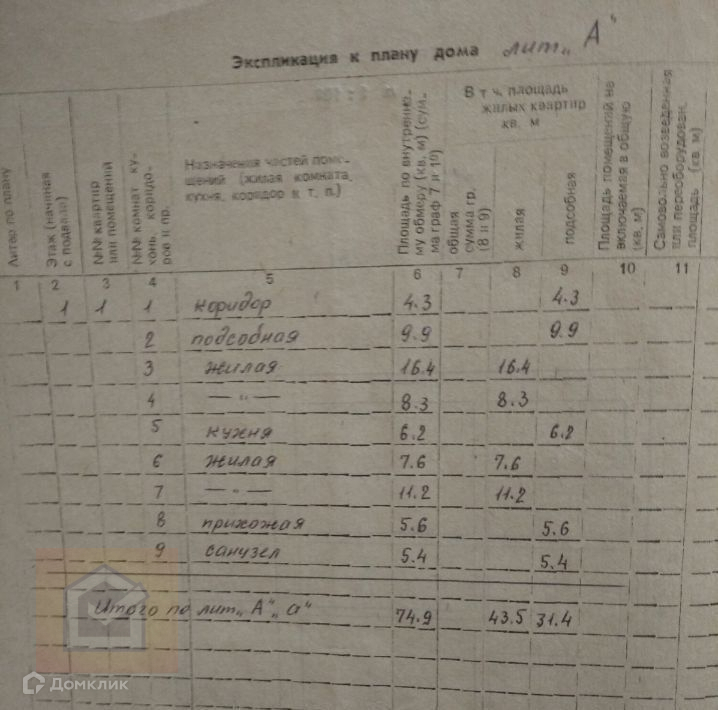 Экспликация к плану дома лит „А"
Литер по плану
Этаж (начиная с подвала)
№№ квартир или помещений
№№ комнат кухонь, коридоров и пр.
Назначения частей помещений (жилая комната, кухня, коридор и т. п.)
Площадь по внутреннему обмеру (кв. м) (сумма граф 7 и 10)
В т. ч. площадь жилых квартир кв. м
общая сумма гр. (8 и 9)
жилая
подсобная
Площадь помещений не включаемая в общую (кв. м)
Самовольно возведенная или переоборудован. площадь (кв. м)
1 2 3 4 5 6 7 8 9 10 11
1 1 1 коридор 4.3 4.3
2 подсобная 9.9 9.9
3 жилая 16.4 16.4
4 — „ — 8.3 8.3
5 кухня 6.2 6.2
6 жилая 7.6 7.6
7 — „ — 11.2 11.2
8 прихожая 5.6 5.6
9 санузел 5.4 5.4
Итого по лит„ А"„ а" 74.9 43.5 31.4
Домклик